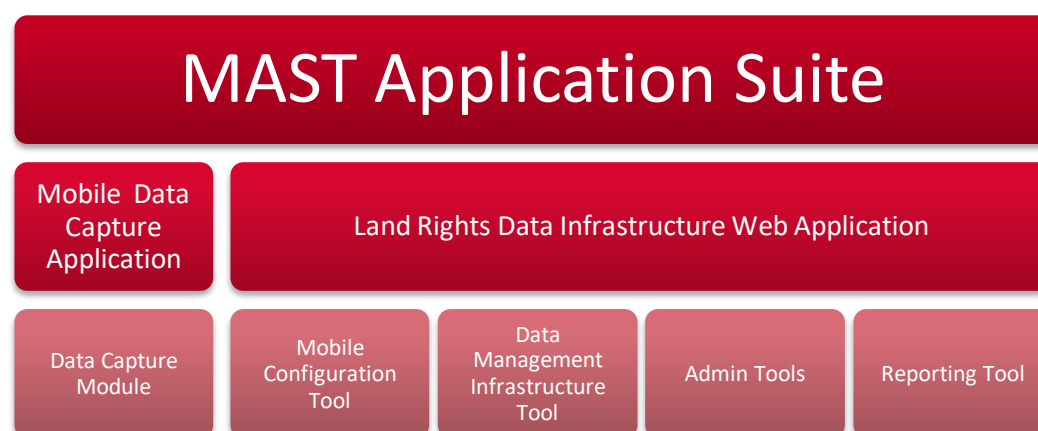 MAST Application Suite
Mobile Data
Capture
Application
Land Rights Data Infrastructure Web Application
Data Capture
Module
Mobile
Configuration
Tool
Data
Management
Infrastructure
Tool
Admin Tools
Reporting Tool